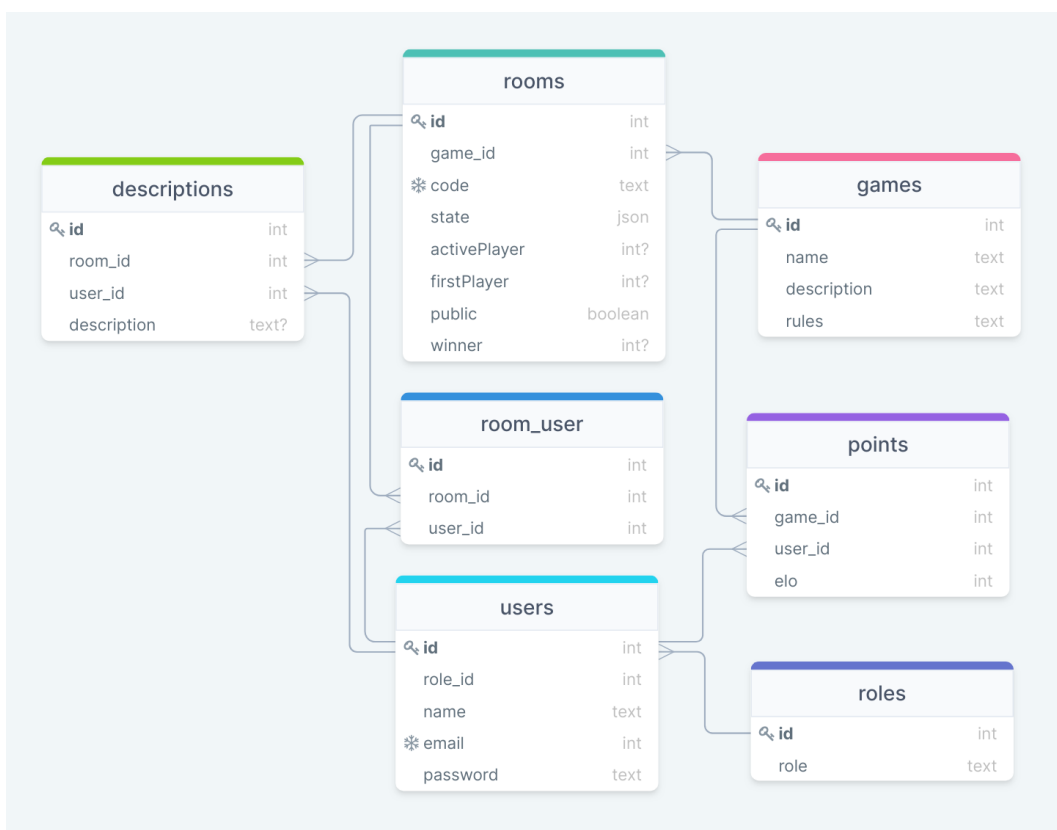 descriptions
id int
room_id int
user_id int
description text?
rooms
id int
game_id int
code text
state json
activePlayer int?
firstPlayer int?
public boolean
winner int?
games
id int
name text
description text
rules text
room_user
id int
room_id int
user_id int
points
id int
game_id int
user_id int
elo int
users
id int
role_id int
name text
email int
password text
roles
id int
role text